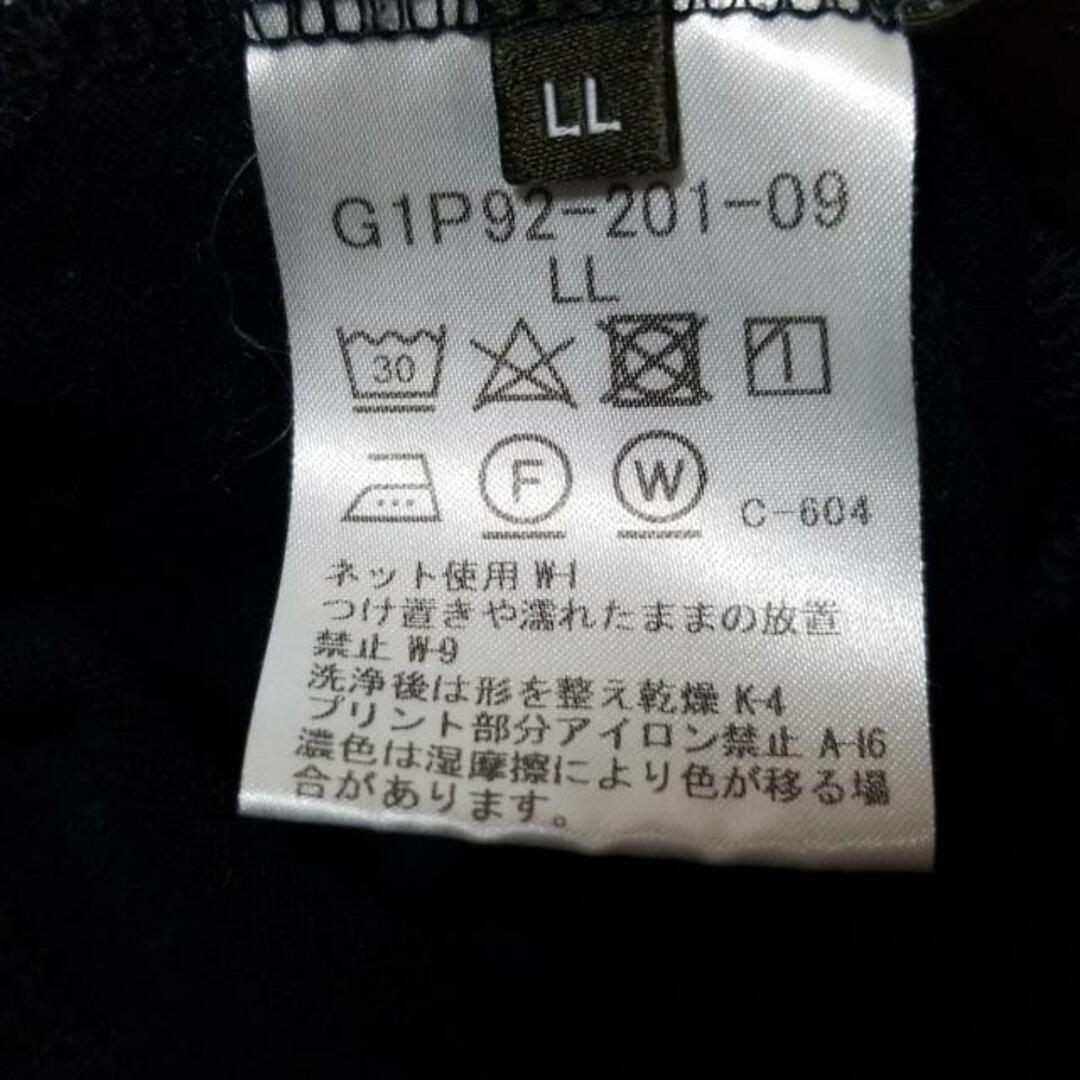 LL
G1P92-201-09
LL
30
F W C-604
ネット使用 W-1
つけ置きや濡れたままの放置
禁止 W-9
洗浄後は形を整え乾燥 K-4
プリント部分アイロン禁止 A-16
濃色は湿摩擦により色が移る場
合があります。